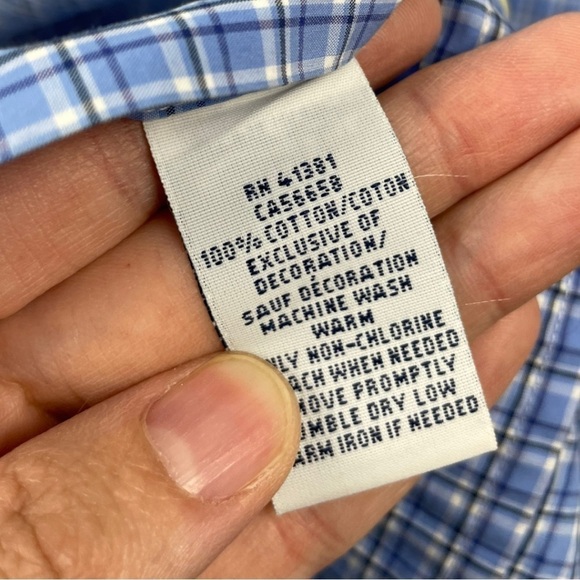 RN 41381
CA56658
100% COTTON/COTON
EXCLUSIVE OF
DECORATION/
SAUF DÉCORATION
MACHINE WASH
WARM
NON-CHLORINE
WHEN NEEDED
PROMPTLY
DRY LOW
IRON IF NEEDED